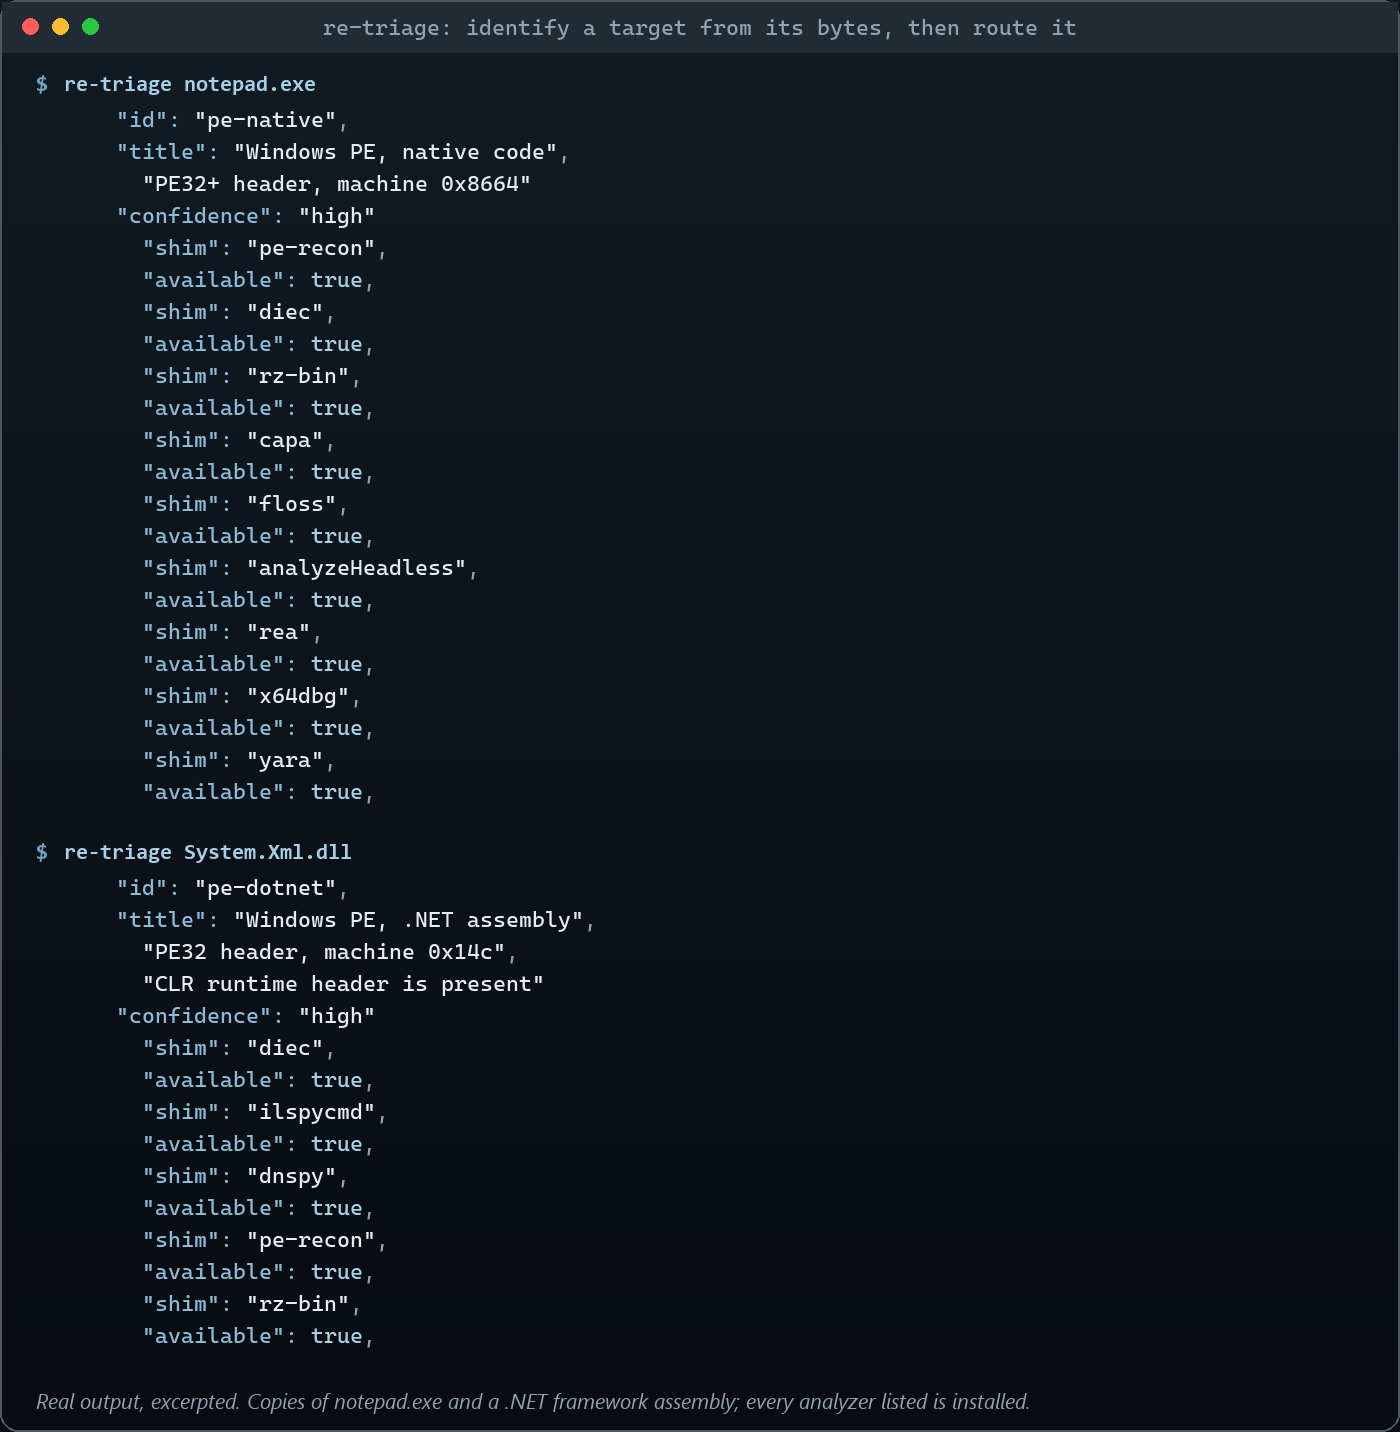 re-triage: identify a target from its bytes, then route it
$ re-triage notepad.exe
"id": "pe-native",
"title": "Windows PE, native code",
"PE32+ header, machine 0x8664"
"confidence": "high"
"shim": "pe-recon",
"available": true,
"shim": "diec",
"available": true,
"shim": "rz-bin",
"available": true,
"shim": "capa",
"available": true,
"shim": "floss",
"available": true,
"shim": "analyzeHeadless",
"available": true,
"shim": "rea",
"available": true,
"shim": "x64dbg",
"available": true,
"shim": "yara",
"available": true,
$ re-triage System.Xml.dll
"id": "pe-dotnet",
"title": "Windows PE, .NET assembly",
"PE32 header, machine 0x14c",
"CLR runtime header is present"
"confidence": "high"
"shim": "diec",
"available": true,
"shim": "ilspycmd",
"available": true,
"shim": "dnspy",
"available": true,
"shim": "pe-recon",
"available": true,
"shim": "rz-bin",
"available": true,
Real output, excerpted. Copies of notepad.exe and a .NET framework assembly; every analyzer listed is installed.